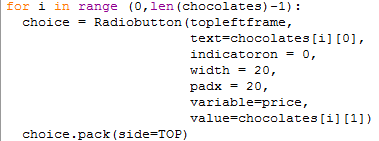 for i in range (0,len(chocolates)-1):
    choice = Radiobutton(topleftframe,
                         text=chocolates[i][0],
                         indicatoron = 0,
                         width = 20,
                         padx = 20,
                         variable=price,
                         value=chocolates[i][1])
    choice.pack(side=TOP)